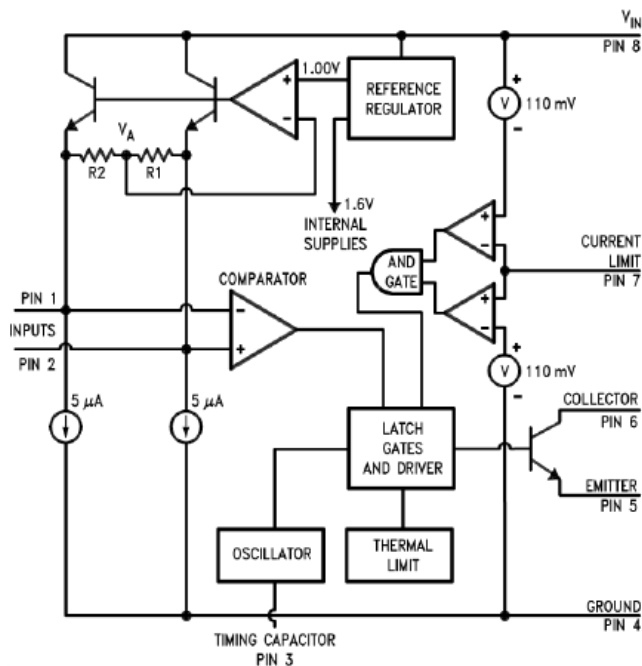 VIN
PIN 8
1.00V
+
-
REFERENCE
REGULATOR
+
V
110 mV
-
VA
R2
R1
1.6V
INTERNAL
SUPPLIES
+
-
AND
GATE
CURRENT
LIMIT
PIN 7
COMPARATOR
+
-
PIN 1
INPUTS
PIN 2
-
+
+
V
110 mV
-
5 μA
5 μA
COLLECTOR
PIN 6
LATCH
GATES
AND DRIVER
EMITTER
PIN 5
OSCILLATOR
THERMAL
LIMIT
GROUND
PIN 4
TIMING CAPACITOR
PIN 3